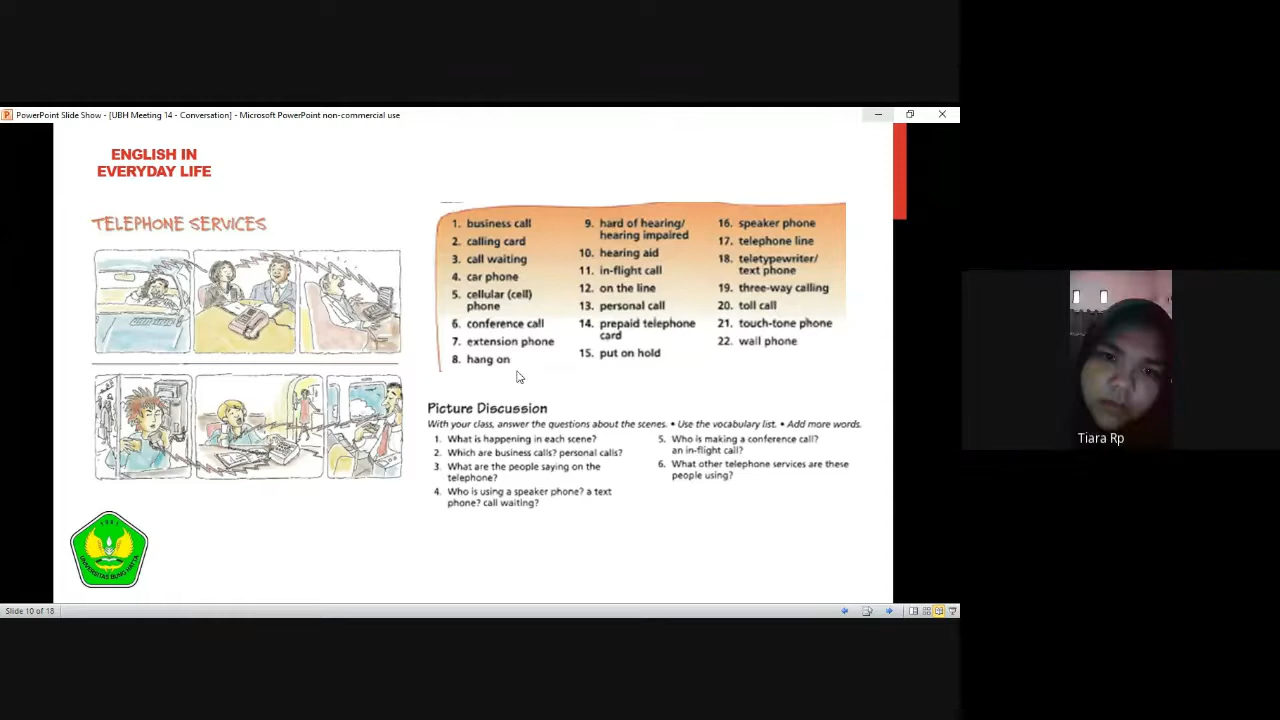 PowerPoint Slide Show - [UBH Meeting 14 - Conversation] - Microsoft PowerPoint non-commercial use
ENGLISH IN
EVERYDAY LIFE
TELEPHONE SERVICES
1. business call
2. calling card
3. call waiting
4. car phone
5. cellular (cell)
phone
6. conference call
7. extension phone
8. hang on
9. hard of hearing/
hearing impaired
10. hearing aid
11. in-flight call
12. on the line
13. personal call
14. prepaid telephone
card
15. put on hold
16. speaker phone
17. telephone line
18. teletypewriter/
text phone
19. three-way calling
20. toll call
21. touch-tone phone
22. wall phone
Picture Discussion
With your class, answer the questions about the scenes. • Use the vocabulary list. • Add more words.
1. What is happening in each scene?
2. Which are business calls? personal calls?
3. What are the people saying on the
telephone?
4. Who is using a speaker phone? a text
phone? call waiting?
5. Who is making a conference call?
an in-flight call?
6. What other telephone services are these
people using?
1981
UNIVERSITAS BUNG HATTA
Slide 10 of 18
Tiara Rp